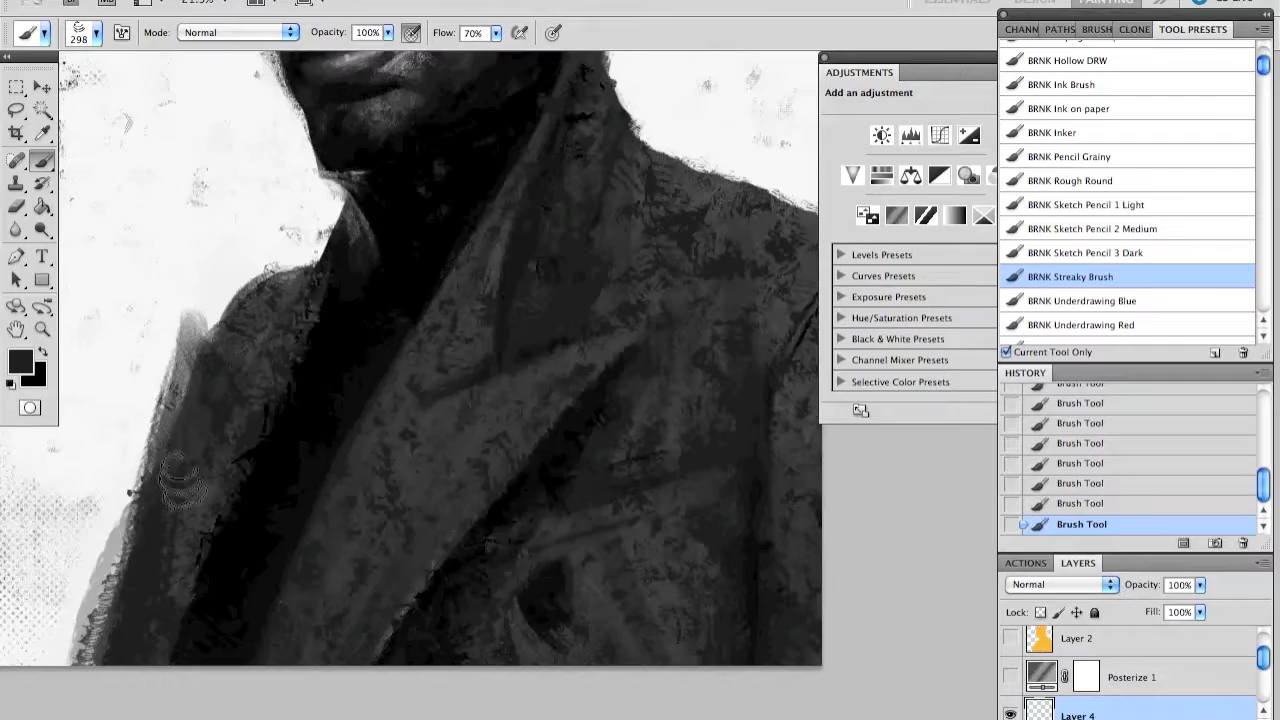 PAINTING
298
Mode: Normal
Opacity: 100%
Flow: 70%
CHANN PATHS BRUSH CLONE TOOL PRESETS
BRNK Hollow DRW
BRNK Ink Brush
BRNK Ink on paper
BRNK Inker
BRNK Pencil Grainy
BRNK Rough Round
BRNK Sketch Pencil 1 Light
BRNK Sketch Pencil 2 Medium
BRNK Sketch Pencil 3 Dark
BRNK Streaky Brush
BRNK Underdrawing Blue
BRNK Underdrawing Red
Current Tool Only
ADJUSTMENTS
Add an adjustment
Levels Presets
Curves Presets
Exposure Presets
Hue/Saturation Presets
Black & White Presets
Channel Mixer Presets
Selective Color Presets
HISTORY
Brush Tool
Brush Tool
Brush Tool
Brush Tool
Brush Tool
Brush Tool
Brush Tool
Brush Tool
ACTIONS LAYERS
Normal
Opacity: 100%
Lock:
Fill: 100%
Layer 2
Posterize 1
Layer 4